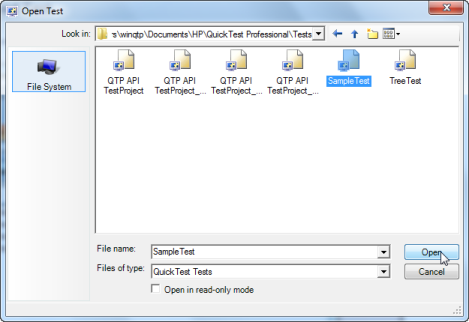 Open Test
Look in: s\winqtp\Documents\HP\QuickTest Professional\Tests
File System
QTP API TestProject
QTP API TestProject_...
QTP API TestProject_...
QTP API TestProject_...
SampleTest
TreeTest
File name: SampleTest
Open
Files of type: QuickTest Tests
Cancel
Open in read-only mode